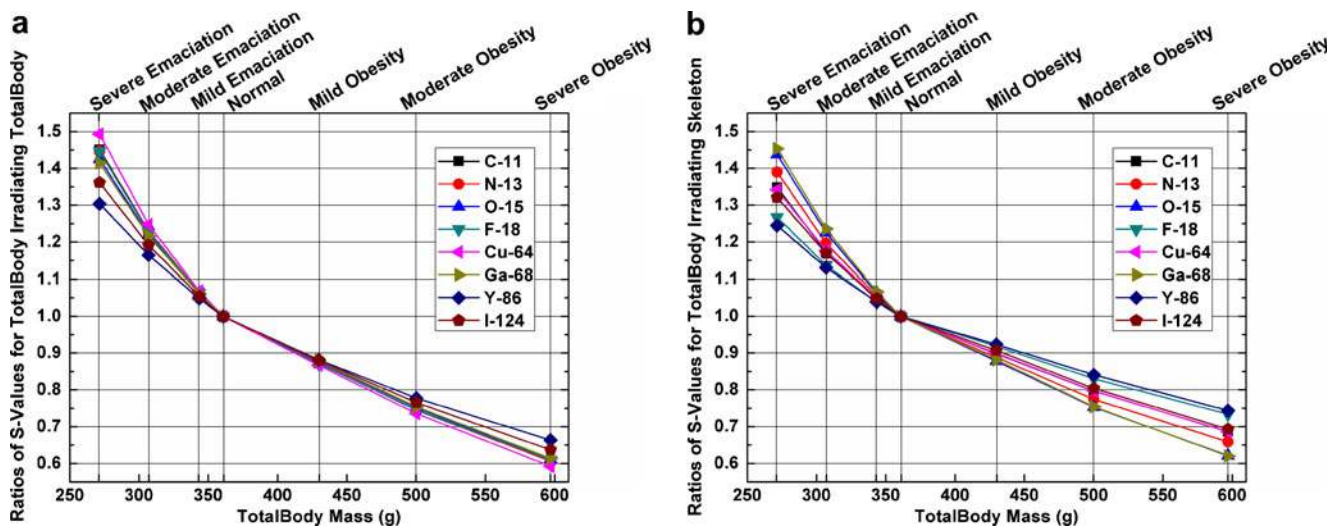 a
Ratios of S-Values for TotalBody Irradiating TotalBody
Severe Emaciation
Moderate Emaciation
Mild Emaciation
Normal
Mild Obesity
Moderate Obesity
Severe Obesity
1.5
1.4
1.3
1.2
1.1
1.0
0.9
0.8
0.7
0.6
C-11
N-13
O-15
F-18
Cu-64
Ga-68
Y-86
I-124
250 300 350 400 450 500 550 600
TotalBody Mass (g)
b
Ratios of S-Values for TotalBody Irradiating Skeleton
Severe Emaciation
Moderate Emaciation
Mild Emaciation
Normal
Mild Obesity
Moderate Obesity
Severe Obesity
1.5
1.4
1.3
1.2
1.1
1.0
0.9
0.8
0.7
0.6
C-11
N-13
O-15
F-18
Cu-64
Ga-68
Y-86
I-124
250 300 350 400 450 500 550 600
TotalBody Mass (g)